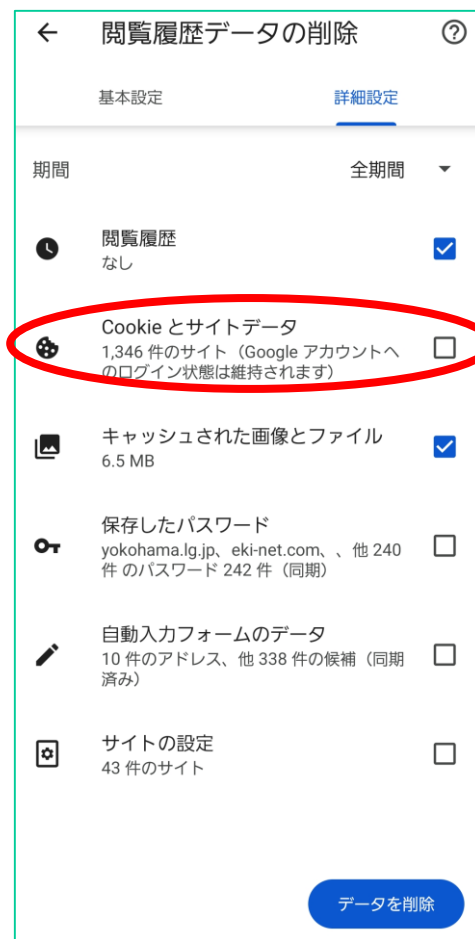 閲覧履歴データの削除
基本設定
詳細設定
期間
全期間
閲覧履歴
なし
Cookie とサイトデータ
1,346 件のサイト（Google アカウントへ
のログイン状態は維持されます）
キャッシュされた画像とファイル
6.5 MB
保存したパスワード
yokohama.lg.jp、eki-net.com、、他 240
件 のパスワード 242 件（同期）
自動入力フォームのデータ
10 件のアドレス、他 338 件の候補（同期
済み）
サイトの設定
43 件のサイト
データを削除